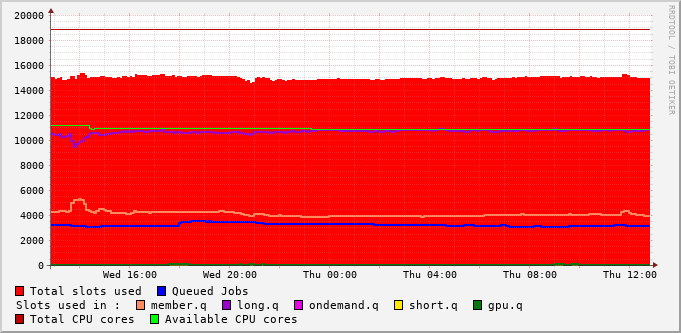 RRDTOOL / TOBI OETIKER
20000
18000
16000
14000
12000
10000
8000
6000
4000
2000
0
Wed 16:00 Wed 20:00 Thu 00:00 Thu 04:00 Thu 08:00 Thu 12:00
Total slots used Queued Jobs
Slots used in : member.q long.q ondemand.q short.q gpu.q
Total CPU cores Available CPU cores